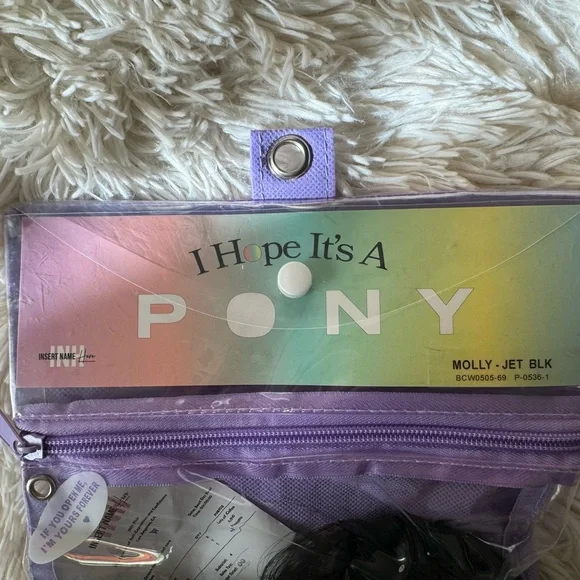 I Hope It's A
PONY
INH
INSERT NAME Here
MOLLY - JET BLK
BCW0505-69 P-0536-1
IF YOU OPEN ME,
I'M YOURS FOREVER